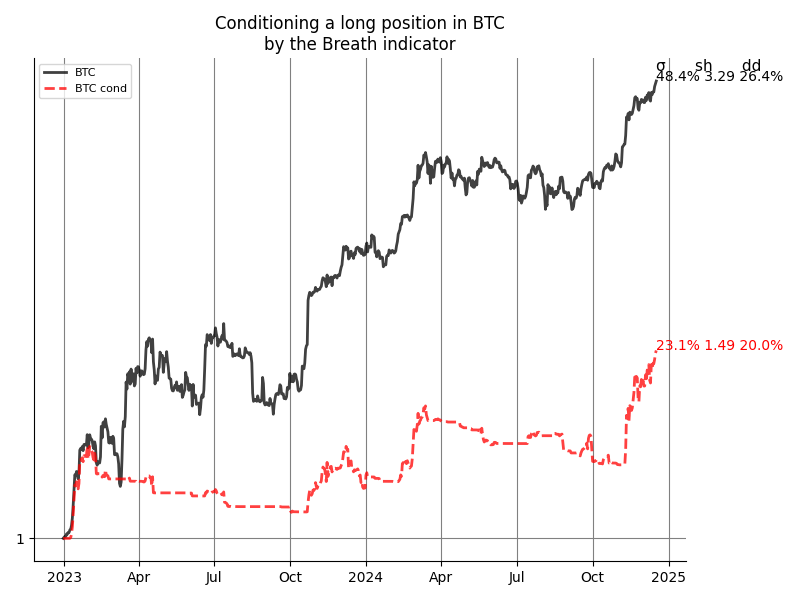 Conditioning a long position in BTC
by the Breath indicator
σ sh dd
48.4% 3.29 26.4%
BTC
BTC cond
23.1% 1.49 20.0%
1
2023 Apr Jul Oct 2024 Apr Jul Oct 2025